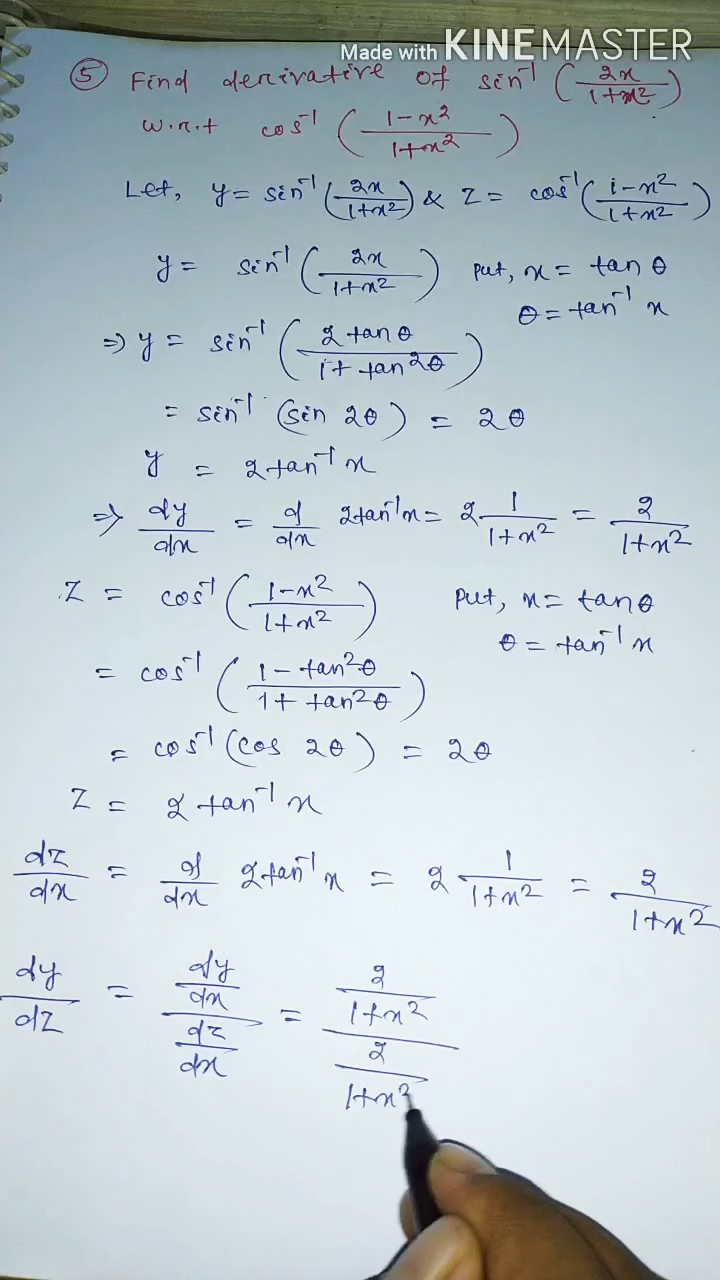 Made with KINEMASTER
⑤ Find derivative of sin⁻¹ (2x/(1+x²))
w.r.t cos⁻¹ ((1-x²)/(1+x²))
Let, y = sin⁻¹ (2x/(1+x²)) & Z = cos⁻¹ ((1-x²)/(1+x²))
y = sin⁻¹ (2x/(1+x²)) put, x = tan θ
θ = tan⁻¹ x
⇒ y = sin⁻¹ (2 tan θ/(1+ tan²θ))
= sin⁻¹ (sin 2θ) = 2θ
y = 2 tan⁻¹ x
⇒ dy/dx = d/dx 2tan⁻¹x = 2 1/(1+x²) = 2/(1+x²)
Z = cos⁻¹ ((1-x²)/(1+x²)) Put, x = tan θ
θ = tan⁻¹ x
= cos⁻¹ ((1 - tan²θ)/(1 + tan²θ))
= cos⁻¹ (cos 2θ) = 2θ
Z = 2 tan⁻¹ x
dz/dx = d/dx 2tan⁻¹ x = 2 1/(1+x²) = 2/(1+x²)
dy/dz = (dy/dx)/(dz/dx) = (2/(1+x²))/(2/(1+x²))